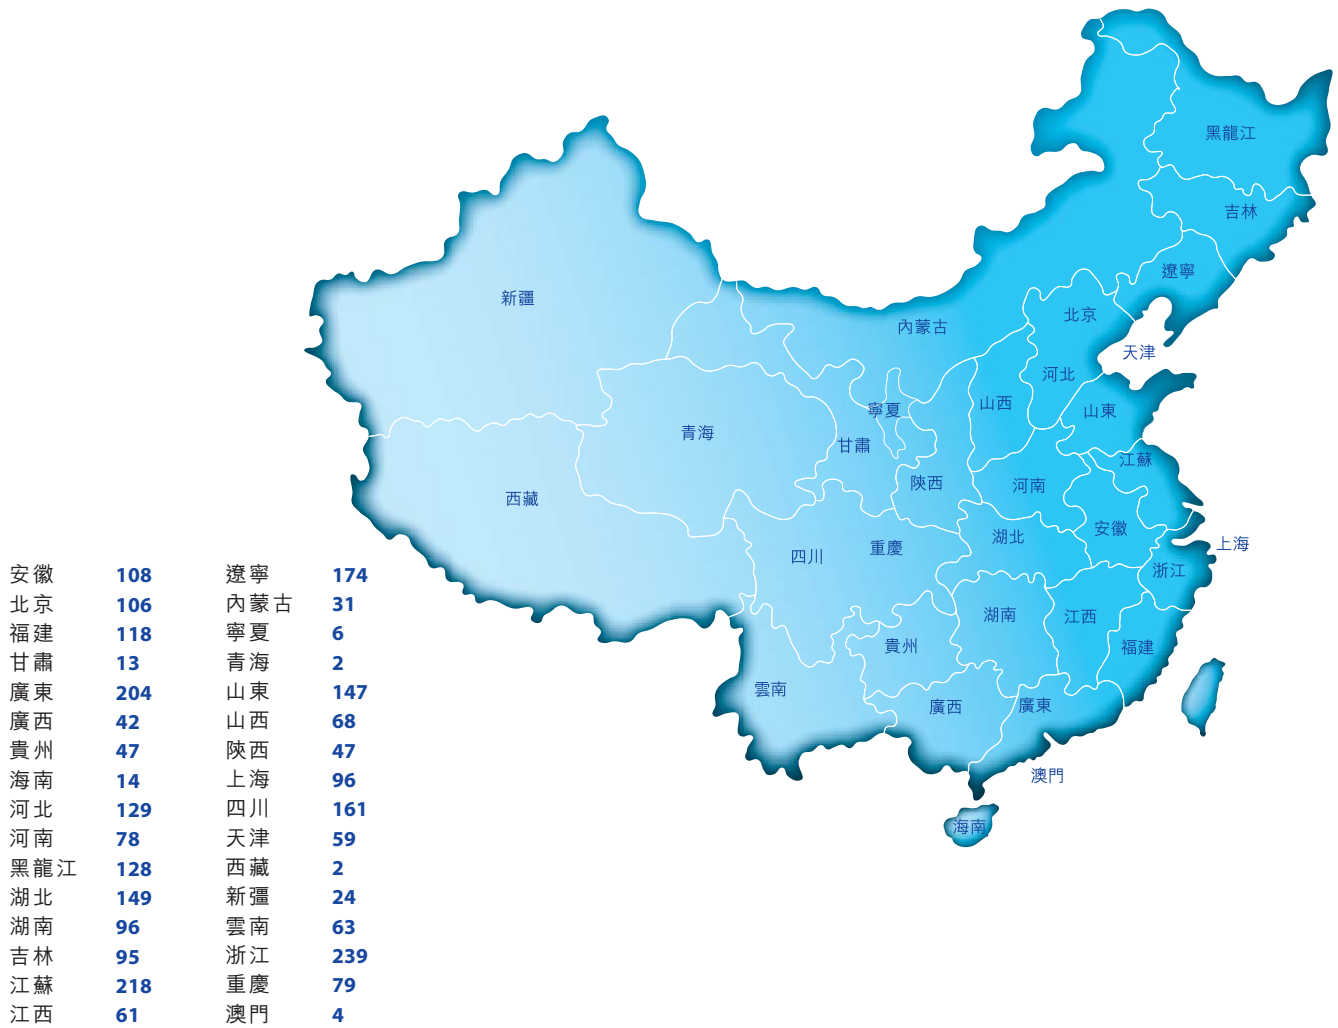 黑龍江
吉林
遼寧
新疆
北京
內蒙古
天津
河北
山西
寧夏
山東
青海
甘肅
江蘇
陝西
河南
西藏
安徽
湖北
上海
重慶
四川
浙江
湖南
江西
貴州
福建
雲南
廣西
廣東
澳門
海南
安徽 108 遼寧 174
北京 106 內蒙古 31
福建 118 寧夏 6
甘肅 13 青海 2
廣東 204 山東 147
廣西 42 山西 68
貴州 47 陝西 47
海南 14 上海 96
河北 129 四川 161
河南 78 天津 59
黑龍江 128 西藏 2
湖北 149 新彊 24
湖南 96 雲南 63
吉林 95 浙江 239
江蘇 218 重慶 79
江西 61 澳門 4